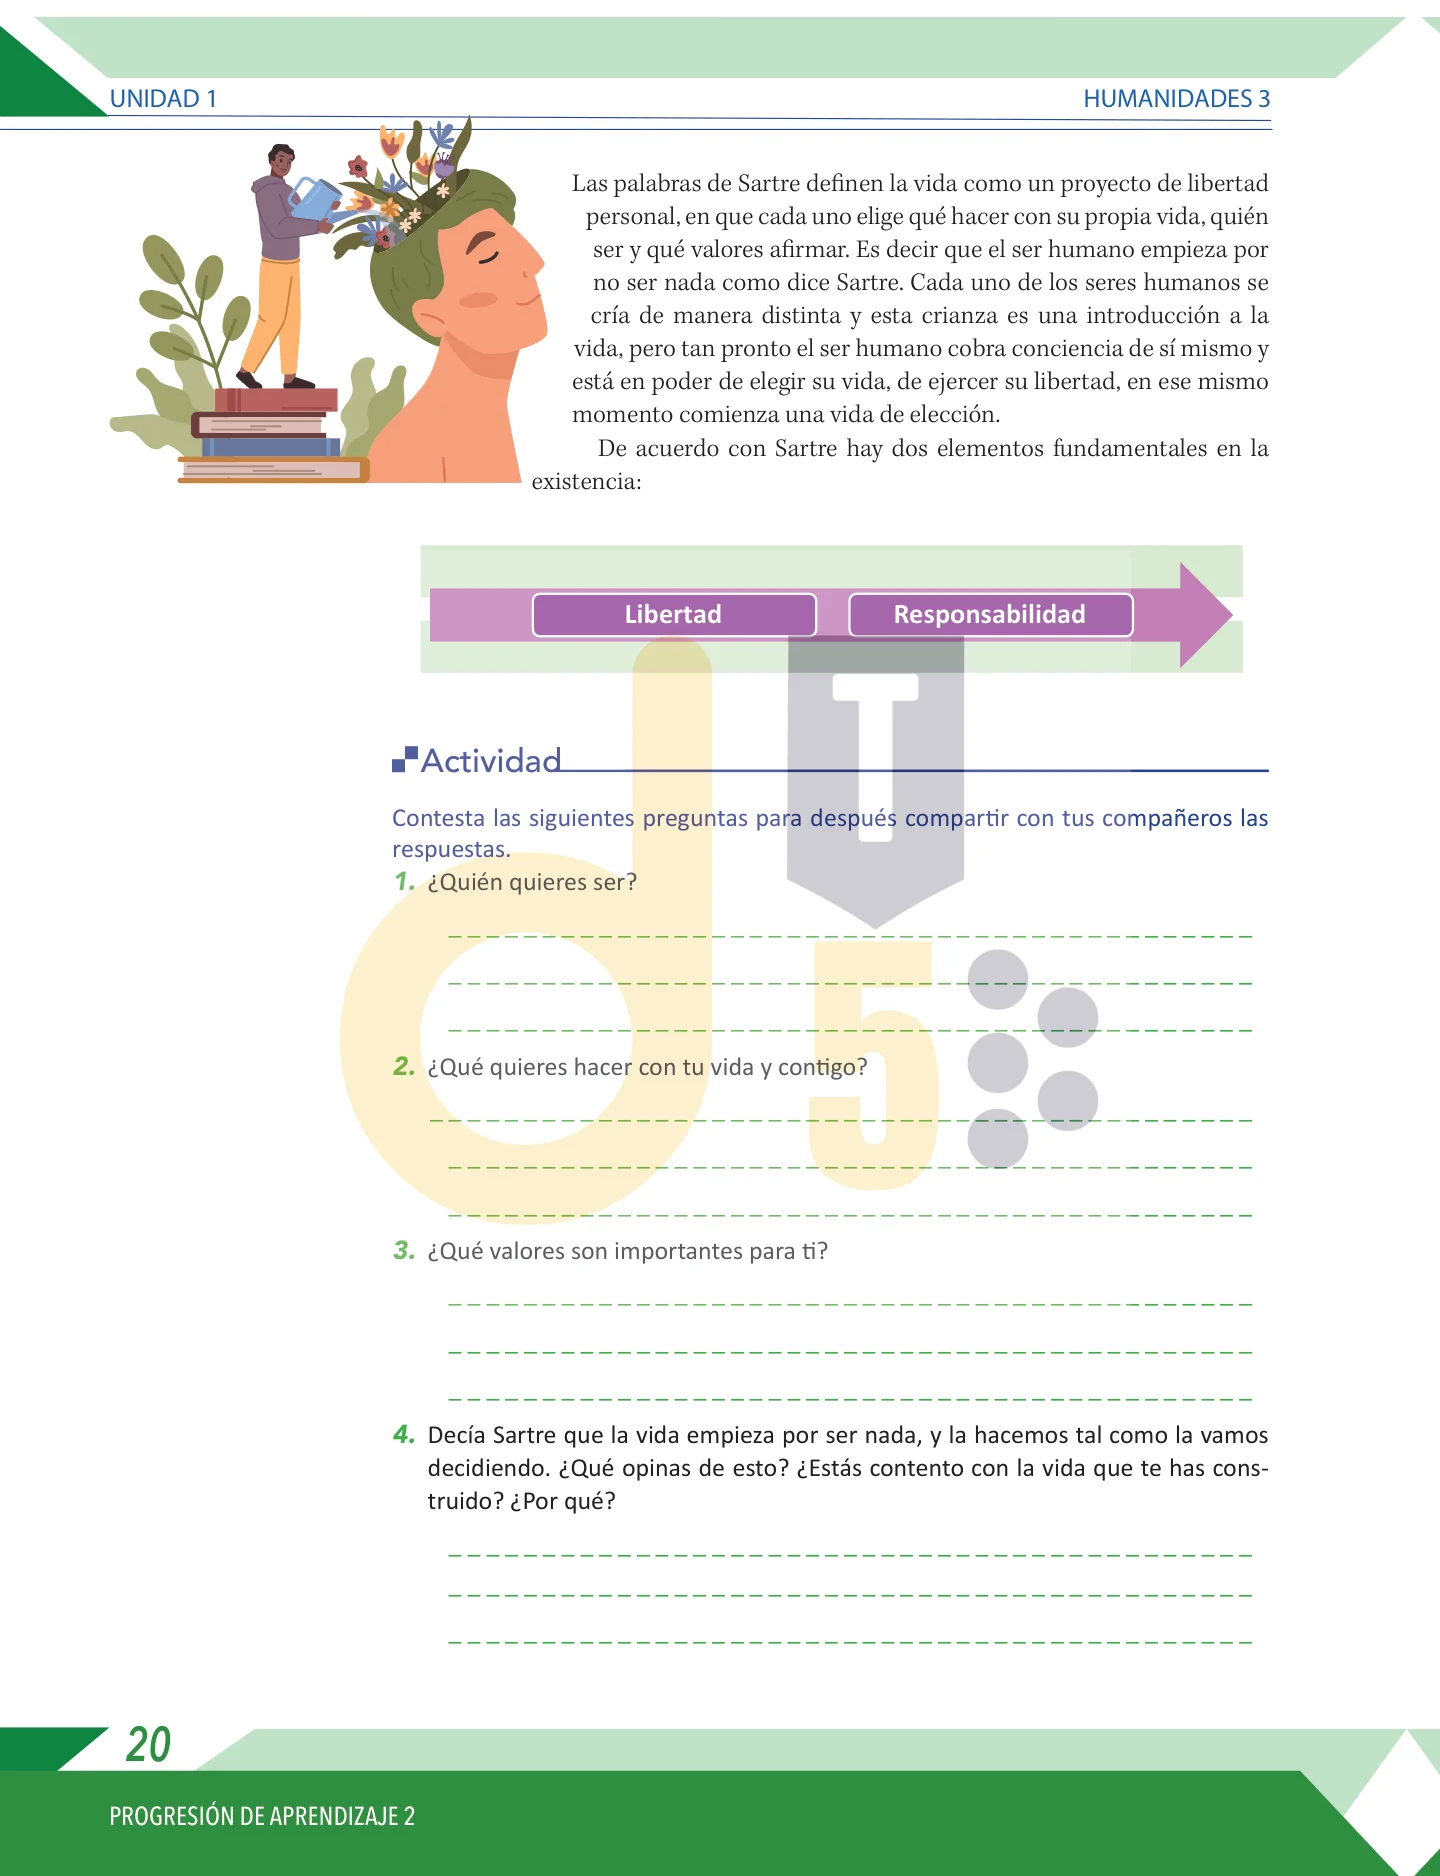 UNIDAD 1
HUMANIDADES 3
Las palabras de Sartre definen la vida como un proyecto de libertad
personal, en que cada uno elige qué hacer con su propia vida, quién
ser y qué valores afirmar. Es decir que el ser humano empieza por
no ser nada como dice Sartre. Cada uno de los seres humanos se
cría de manera distinta y esta crianza es una introducción a la
vida, pero tan pronto el ser humano cobra conciencia de sí mismo y
está en poder de elegir su vida, de ejercer su libertad, en ese mismo
momento comienza una vida de elección.
De acuerdo con Sartre hay dos elementos fundamentales en la
existencia:
Libertad
Responsabilidad
Actividad
Contesta las siguientes preguntas para después compartir con tus compañeros las
respuestas.
1. ¿Quién quieres ser?
2. ¿Qué quieres hacer con tu vida y contigo?
3. ¿Qué valores son importantes para ti?
4. Decía Sartre que la vida empieza por ser nada, y la hacemos tal como la vamos
decidiendo. ¿Qué opinas de esto? ¿Estás contento con la vida que te has cons-
truido? ¿Por qué?
d T 5
20
PROGRESIÓN DE APRENDIZAJE 2